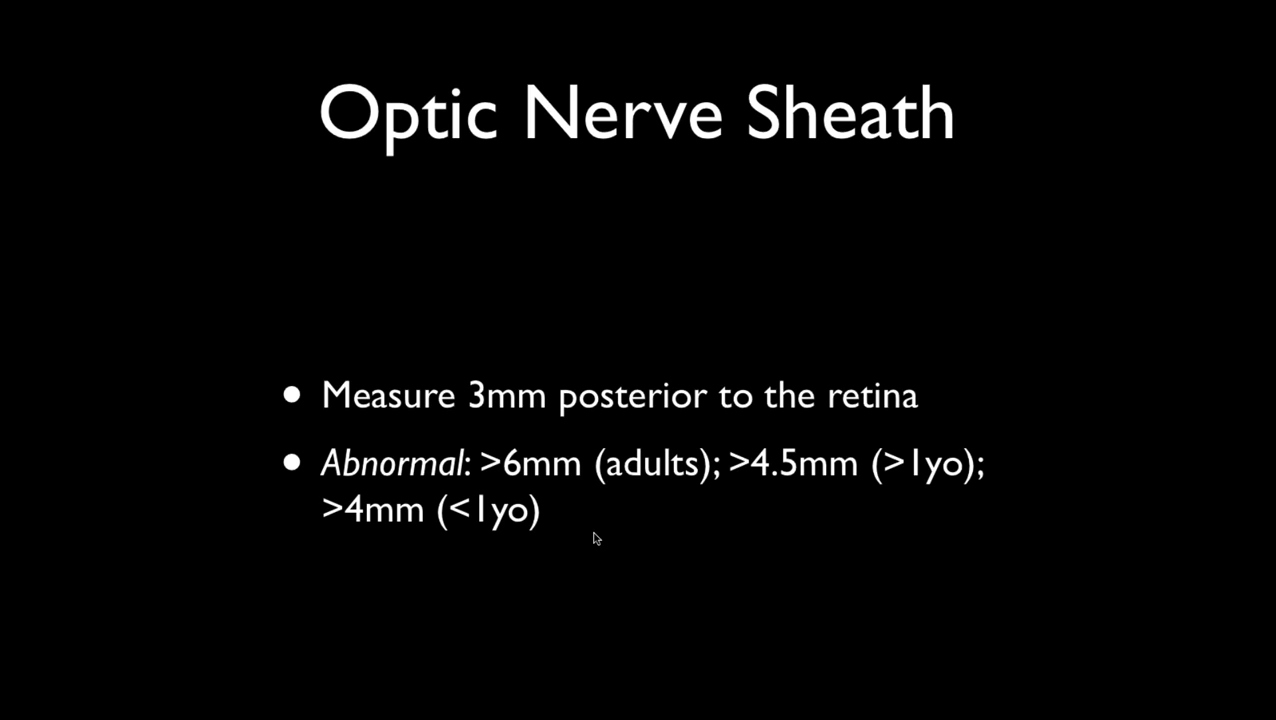 Optic Nerve Sheath
• Measure 3mm posterior to the retina
• Abnormal: >6mm (adults); >4.5mm (>1yo);
>4mm (<1yo)